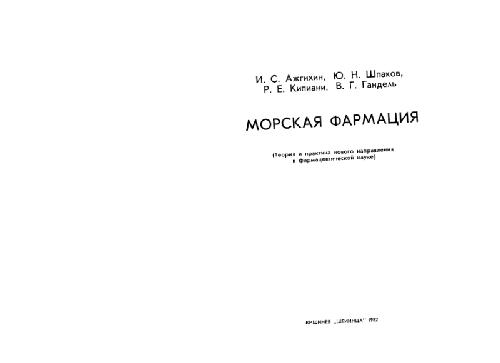 И. С. Ажгихин, Ю. Н. Шпаков,
Р. Е. Кипиани, В. Г. Гандель
МОРСКАЯ ФАРМАЦИЯ
(Теория и практика нового направления
в фармацевтической науке)
КИШИНЕВ „ШТИИНЦА" 1982